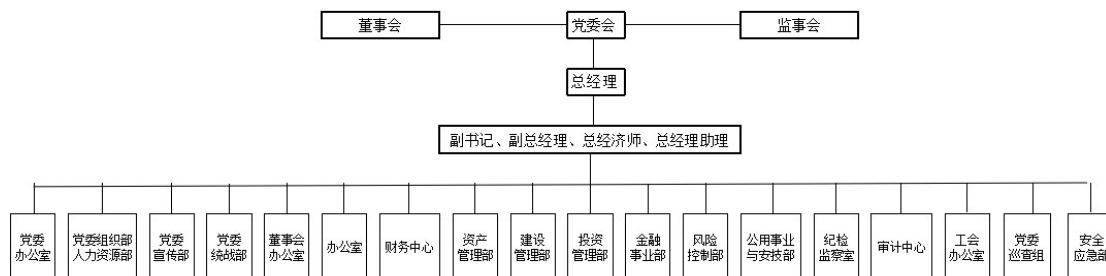 董事会
党委会
监事会
总经理
副书记、副总经理、总经济师、总经理助理
党委
办公室
党委组织部
人力资源部
党委
宣传部
党委
统战部
董事会
办公室
办公室
财务中心
资产
管理部
建设
管理部
投资
管理部
金融
事业部
风险
控制部
公用事业
与安技部
纪检
监察室
审计中心
工会
办公室
党委
巡查组
安全
应急部